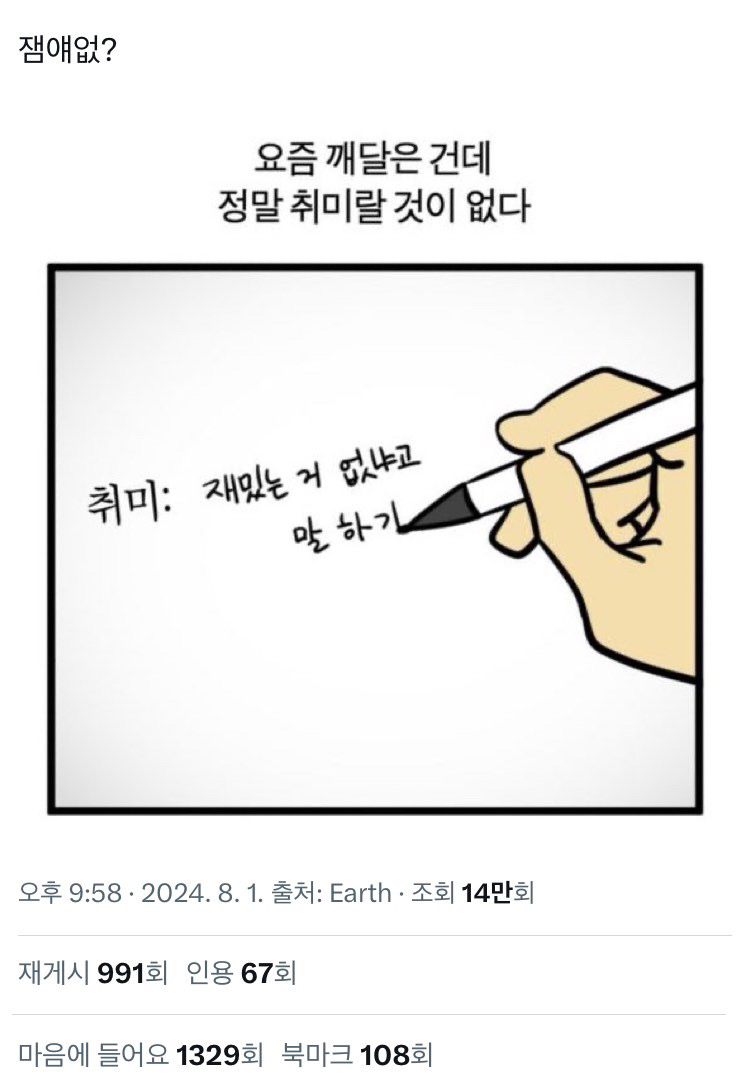 잼얘없?
요즘 깨달은 건데
정말 취미랄 것이 없다
취미: 재밌는 거 없냐고
말 하기
오후 9:58 · 2024. 8. 1. 출처: Earth · 조회 14만회
재게시 991회 인용 67회
마음에 들어요 1329회 북마크 108회